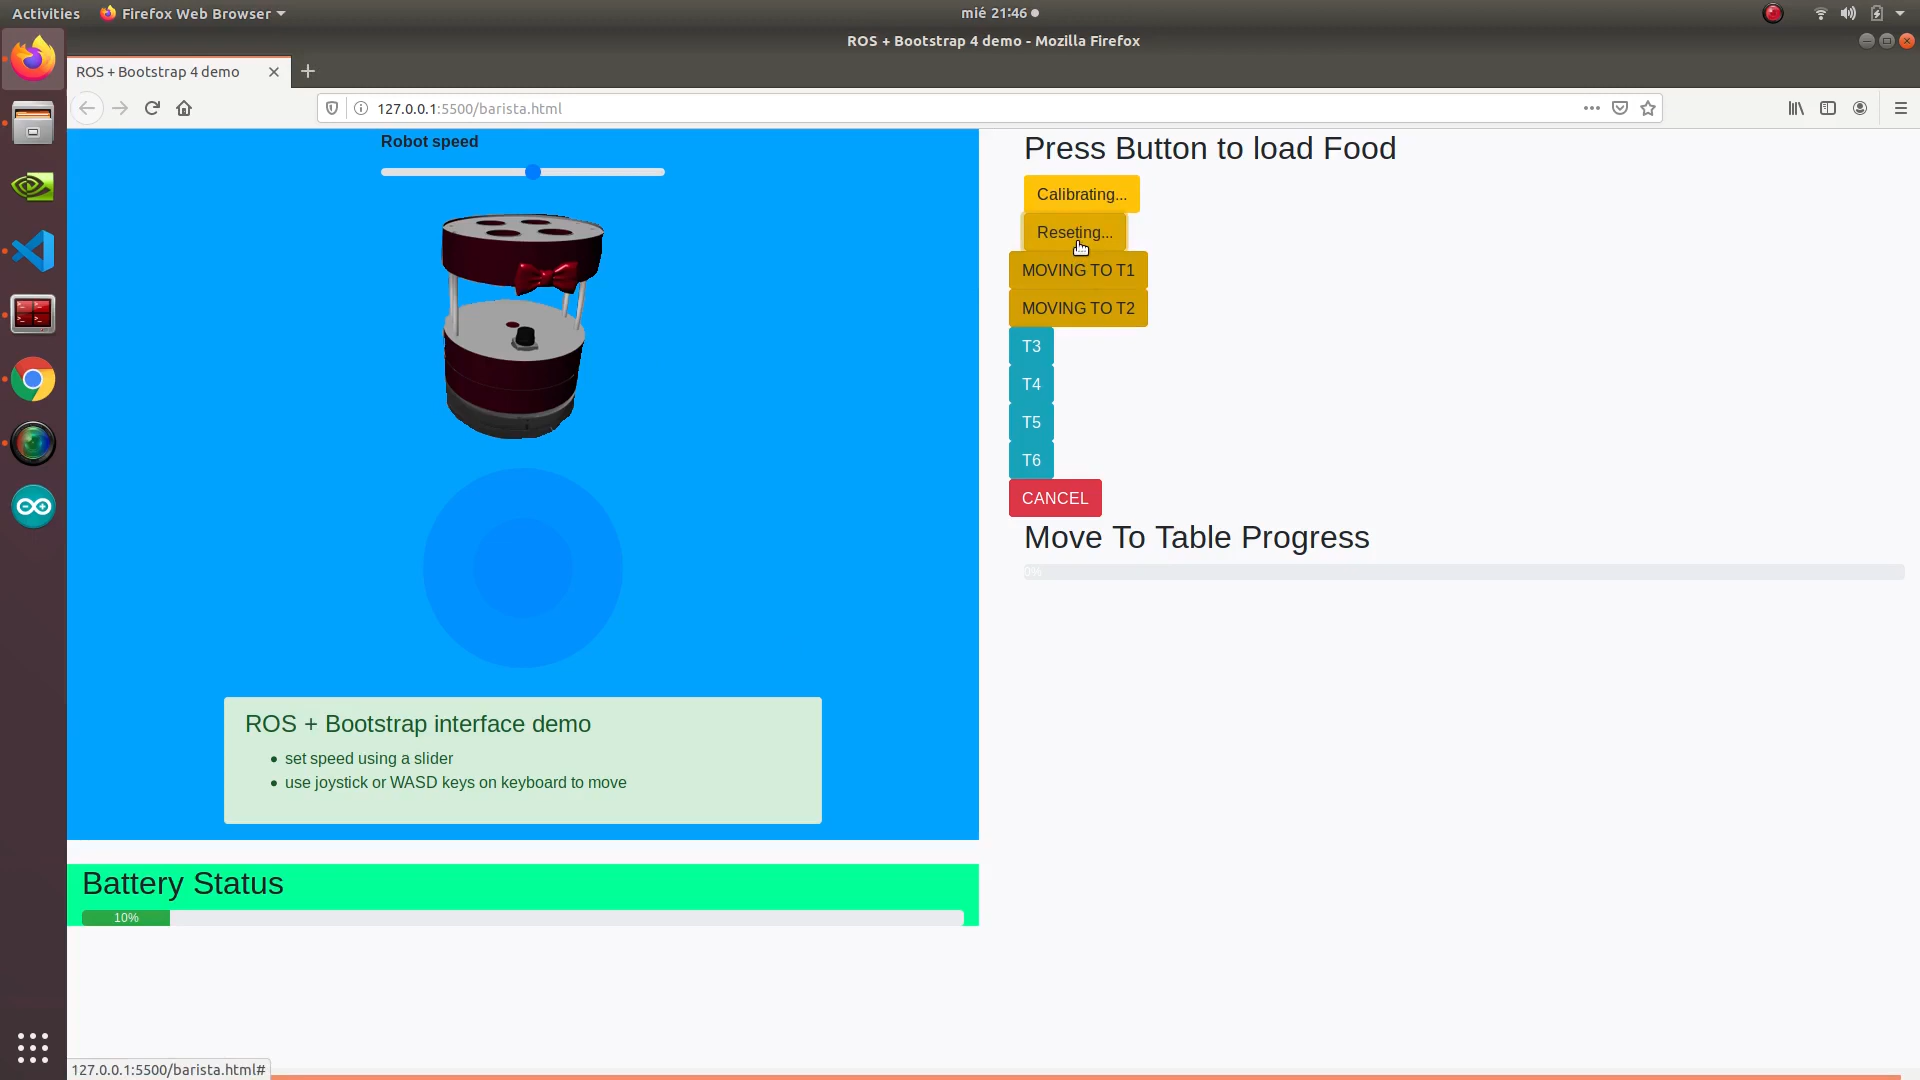 Activities
Firefox Web Browser
mié 21:46
ROS + Bootstrap 4 demo - Mozilla Firefox
ROS + Bootstrap 4 demo
127.0.0.1:5500/barista.html
Robot speed
ROS + Bootstrap interface demo
set speed using a slider
use joystick or WASD keys on keyboard to move
Battery Status
10%
Press Button to load Food
Calibrating...
Reseting...
MOVING TO T1
MOVING TO T2
T3
T4
T5
T6
CANCEL
Move To Table Progress
0%
127.0.0.1:5500/barista.html#